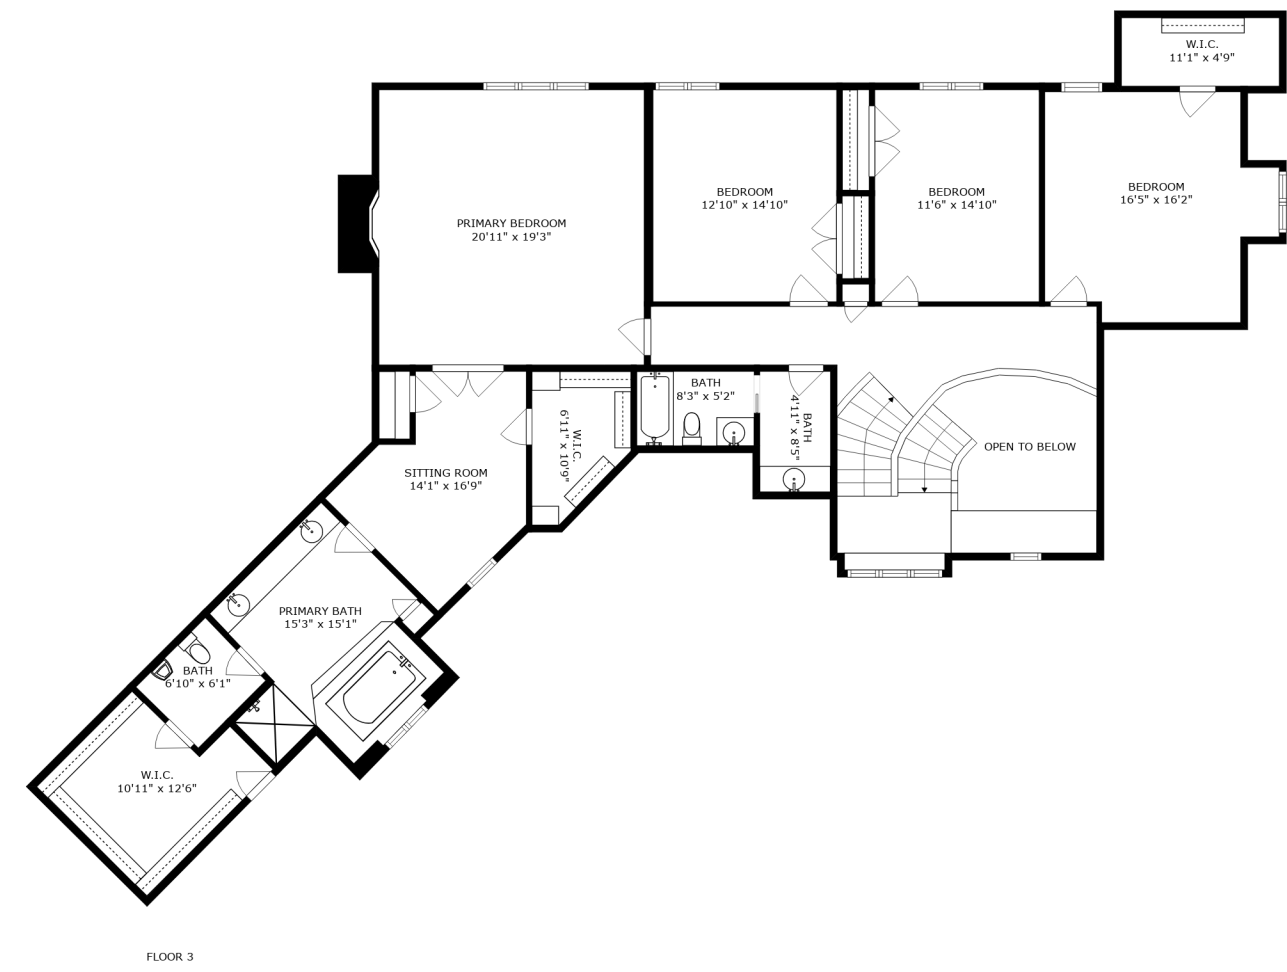 W.I.C.
11'1" x 4'9"
BEDROOM
12'10" x 14'10"
BEDROOM
11'6" x 14'10"
BEDROOM
16'5" x 16'2"
PRIMARY BEDROOM
20'11" x 19'3"
BATH
8'3" x 5'2"
BATH
4'11" x 8'5"
W.I.C.
6'11" x 10'9"
OPEN TO BELOW
SITTING ROOM
14'1" x 16'9"
PRIMARY BATH
15'3" x 15'1"
BATH
6'10" x 6'1"
W.I.C.
10'11" x 12'6"
FLOOR 3